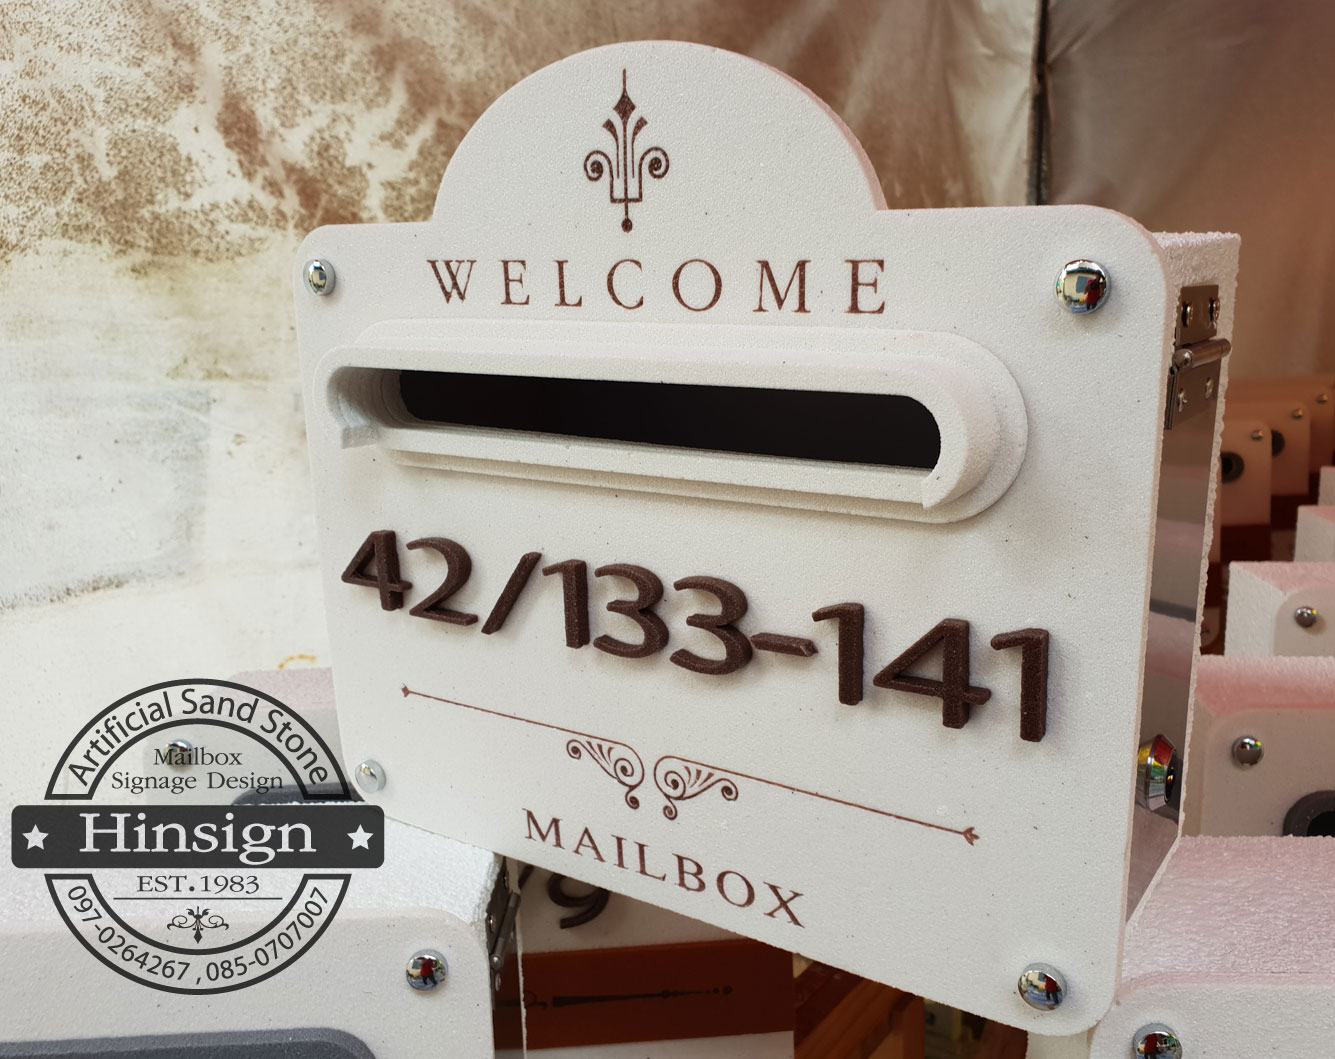 WELCOME
42/133-141
MAILBOX
Artificial Sand Stone
Mailbox
Signage Design
Hinsign
EST.1983
097-0264267 , 085-0707007